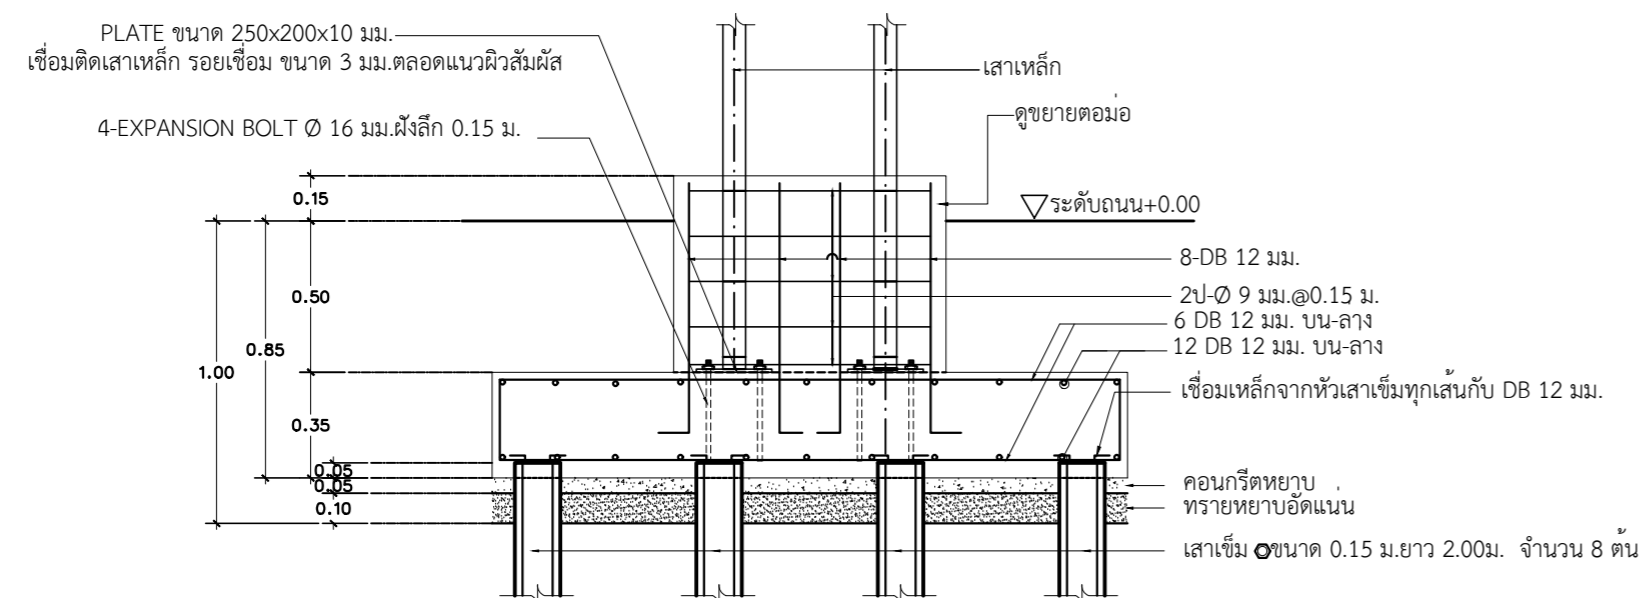 PLATE ขนาด 250x200x10 มม.
เชื่อมติดเสาเหล็ก รอยเชื่อม ขนาด 3 มม.ตลอดแนวผิวสัมผัส
4-EXPANSION BOLT Ø 16 มม.ฝังลึก 0.15 ม.
เสาเหล็ก
ดูขยายตอม่อ
ระดับถนน+0.00
8-DB 12 มม.
2ป-Ø 9 มม.@0.15 ม.
6 DB 12 มม. บน-ลาง
12 DB 12 มม. บน-ลาง
เชื่อมเหล็กจากหัวเสาเข็มทุกเส้นกับ DB 12 มม.
คอนกรีตหยาบ
ทรายหยาบอัดแน่น
เสาเข็ม ขนาด 0.15 ม.ยาว 2.00ม. จำนวน 8 ต้น
0.15
0.50
0.85
1.00
0.35
0.05
0.05
0.10